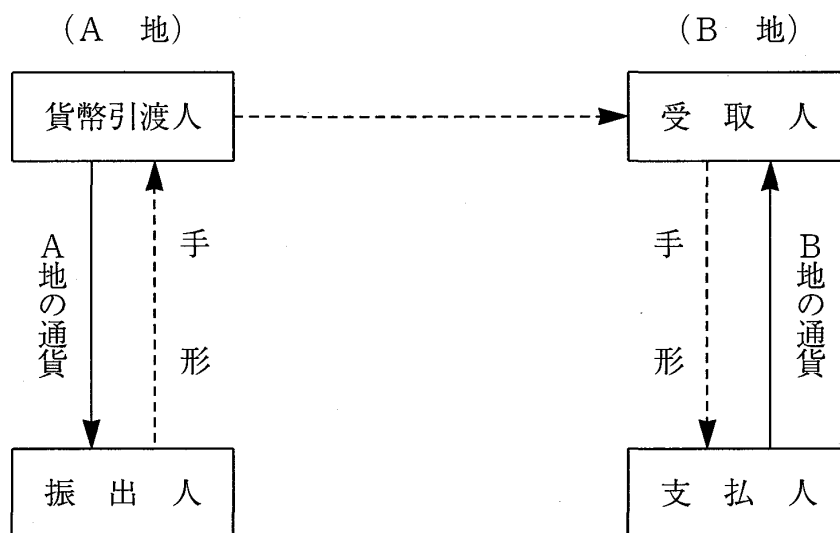 （A　地）
（B　地）
貨幣引渡人
受　取　人
A地の通貨
手　形
手　形
B地の通貨
振　出　人
支　払　人